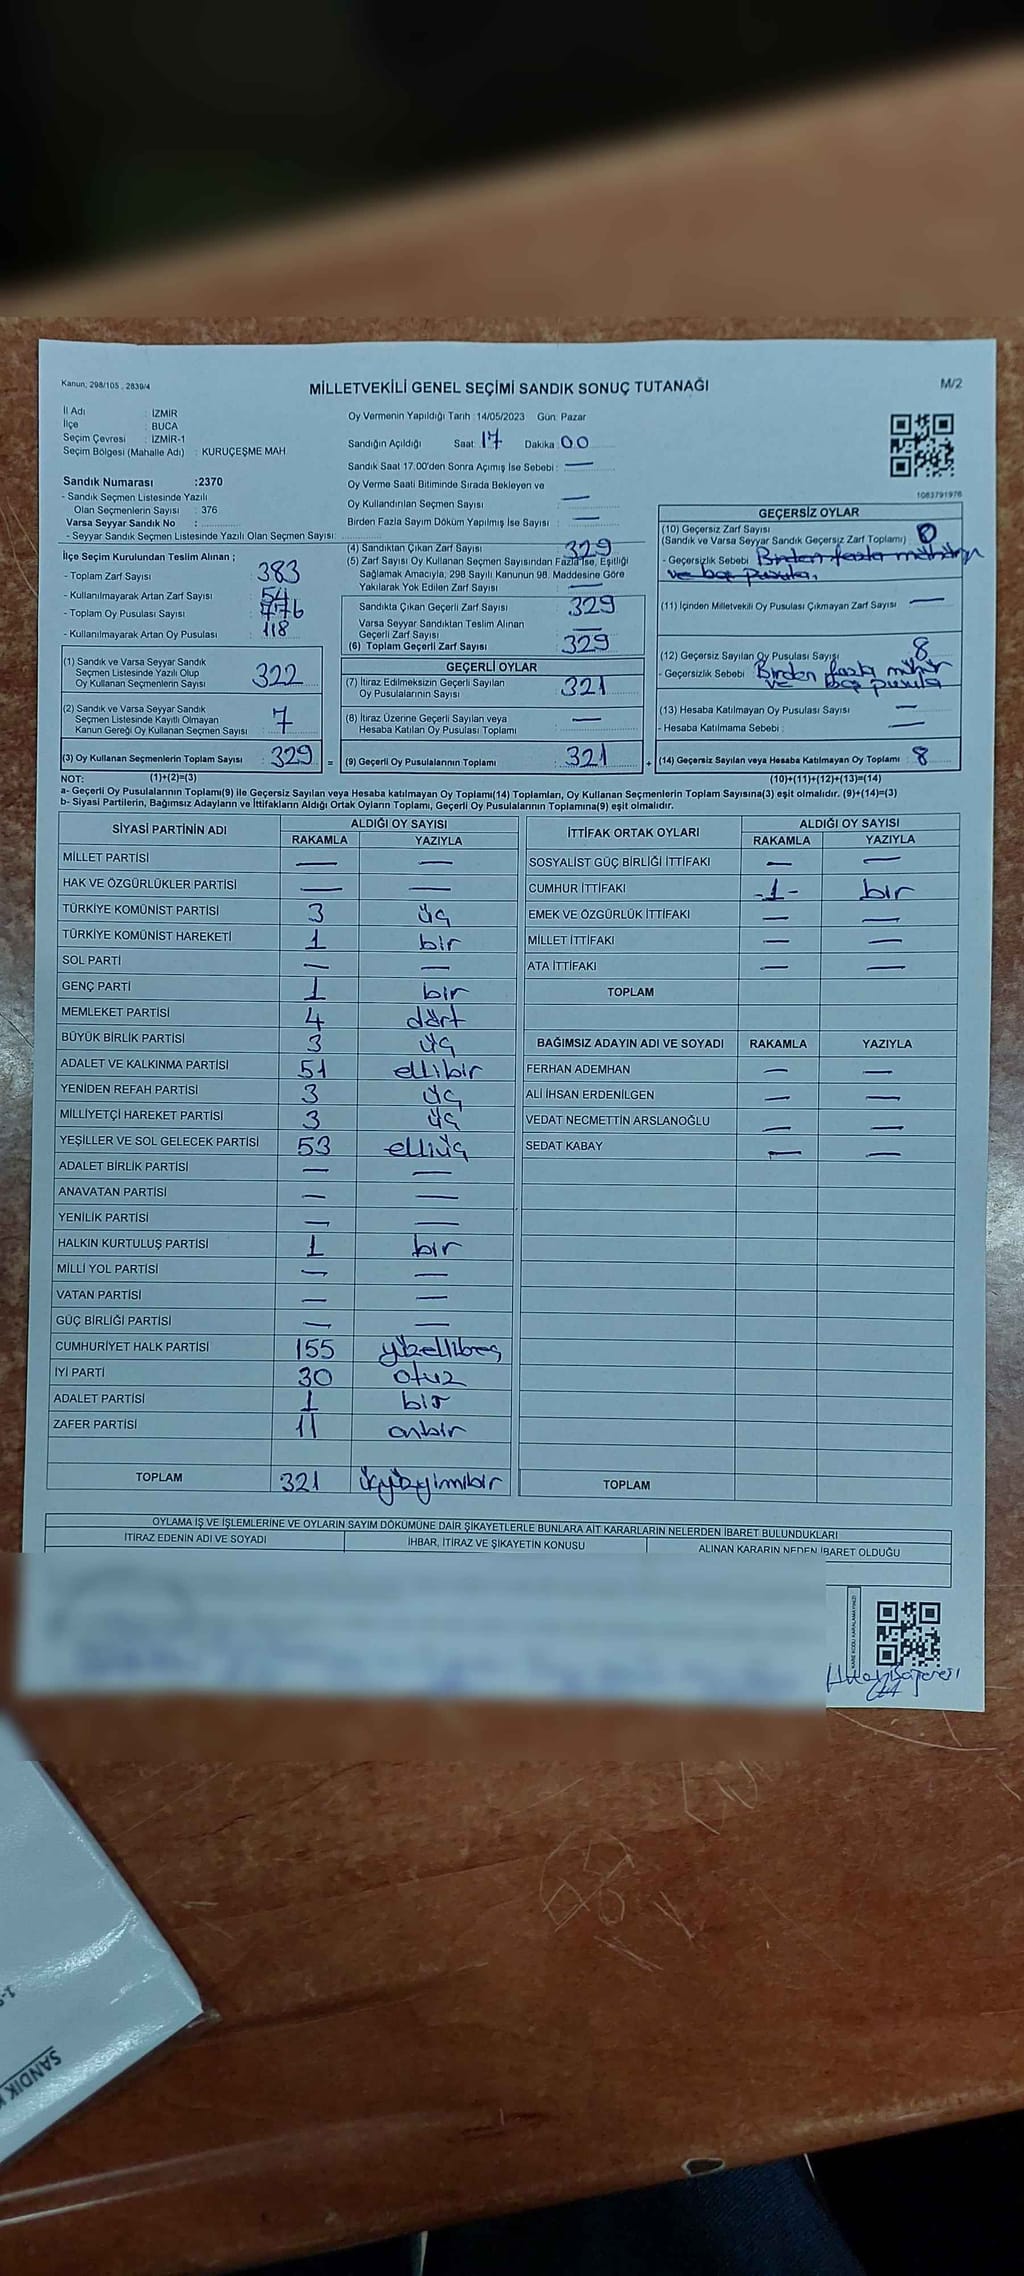 Kanun, 298/105 , 2839/4
MİLLETVEKİLİ GENEL SEÇİMİ SANDIK SONUÇ TUTANAĞI
M/2
İl Adı : İZMİR
İlçe : BUCA
Seçim Çevresi : İZMİR-1
Seçim Bölgesi (Mahalle Adı) : KURUÇEŞME MAH
Sandık Numarası :2370
- Sandık Seçmen Listesinde Yazılı
Olan Seçmenlerin Sayısı : 376
Varsa Seyyar Sandık No :
- Seyyar Sandık Seçmen Listesinde Yazılı Olan Seçmen Sayısı:
Oy Vermenin Yapıldığı Tarih :14/05/2023 Gün: Pazar
Sandığın Açıldığı Saat: 17 Dakika :00
Sandık Saat 17.00'den Sonra Açımış İse Sebebi : —
Oy Verme Saati Bitiminde Sırada Bekleyen ve
Oy Kullandırılan Seçmen Sayısı —
Birden Fazla Sayım Döküm Yapılmış İse Sayısı : —
1083791976
İlçe Seçim Kurulundan Teslim Alınan ;
- Toplam Zarf Sayısı : 383
- Kullanılmayarak Artan Zarf Sayısı : 54
- Toplam Oy Pusulası Sayısı
- Kullanılmayarak Artan Oy Pusulası : 118
(1) Sandık ve Varsa Seyyar Sandık
Seçmen Listesinde Yazılı Olup
Oy Kullanan Seçmenlerin Sayısı : 322
(2) Sandık ve Varsa Seyyar Sandık
Seçmen Listesinde Kayıtlı Olmayan
Kanun Gereği Oy Kullanan Seçmen Sayısı : 7
(3) Oy Kullanan Seçmenlerin Toplam Sayısı : 329 =
(4) Sandıktan Çıkan Zarf Sayısı : 329
(5) Zarf Sayısı Oy Kullanan Seçmen Sayısından Fazla İse, Eşitliği
Sağlamak Amacıyla, 298 Sayılı Kanunun 98. Maddesine Göre
Yakılarak Yok Edilen Zarf Sayısı : —
Sandıkta Çıkan Geçerli Zarf Sayısı : 329
Varsa Seyyar Sandıktan Teslim Alınan
Geçerli Zarf Sayısı : —
(6) Toplam Geçerli Zarf Sayısı : 329
GEÇERLİ OYLAR
(7) İtiraz Edilmeksizin Geçerli Sayılan
Oy Pusulalarının Sayısı : 321
(8) İtiraz Üzerine Geçerli Sayılan veya
Hesaba Katılan Oy Pusulası Toplamı : —
(9) Geçerli Oy Pusulalarının Toplamı : 321 +
GEÇERSİZ OYLAR
(10) Geçersiz Zarf Sayısı
(Sandık ve Varsa Seyyar Sandık Geçersiz Zarf Toplamı) : 0
- Geçersizlik Sebebi : Birden fazla mühür
ve boş pusula.
(11) İçinden Milletvekili Oy Pusulası Çıkmayan Zarf Sayısı : —
(12) Geçersiz Sayılan Oy Pusulası Sayısı : 8
- Geçersizlik Sebebi : Birden fazla mühür
ve boş pusula
(13) Hesaba Katılmayan Oy Pusulası Sayısı : —
- Hesaba Katılmama Sebebi : —
(14) Geçersiz Sayılan veya Hesaba Katılmayan Oy Toplamı : 8
NOT: (1)+(2)=(3) (10)+(11)+(12)+(13)=(14)
a- Geçerli Oy Pusulalarının Toplamı(9) ile Geçersiz Sayılan veya Hesaba katılmayan Oy Toplamı(14) Toplamları, Oy Kullanan Seçmenlerin Toplam Sayısına(3) eşit olmalıdır. (9)+(14)=(3)
b- Siyasi Partilerin, Bağımsız Adayların ve İttifakların Aldığı Ortak Oyların Toplamı, Geçerli Oy Pusulalarının Toplamına(9) eşit olmalıdır.
SİYASİ PARTİNİN ADI ALDIĞI OY SAYISI
RAKAMLA YAZIYLA
MİLLET PARTİSİ — —
HAK VE ÖZGÜRLÜKLER PARTİSİ — —
TÜRKİYE KOMÜNİST PARTİSİ 3 üç
TÜRKİYE KOMÜNİST HAREKETİ 1 bir
SOL PARTİ — —
GENÇ PARTİ 1 bir
MEMLEKET PARTİSİ 4 dört
BÜYÜK BİRLİK PARTİSİ 3 üç
ADALET VE KALKINMA PARTİSİ 51 ellibir
YENİDEN REFAH PARTİSİ 3 üç
MİLLİYETÇİ HAREKET PARTİSİ 3 üç
YEŞİLLER VE SOL GELECEK PARTİSİ 53 elliüç
ADALET BİRLİK PARTİSİ — —
ANAVATAN PARTİSİ — —
YENİLİK PARTİSİ — —
HALKIN KURTULUŞ PARTİSİ 1 bir
MİLLİ YOL PARTİSİ — —
VATAN PARTİSİ — —
GÜÇ BİRLİĞİ PARTİSİ — —
CUMHURİYET HALK PARTİSİ 155 yüzellibeş
İYİ PARTİ 30 otuz
ADALET PARTİSİ 1 bir
ZAFER PARTİSİ 11 onbir
TOPLAM 321 üçyüzyirmibir
İTTİFAK ORTAK OYLARI ALDIĞI OY SAYISI
RAKAMLA YAZIYLA
SOSYALİST GÜÇ BİRLİĞİ İTTİFAKI — —
CUMHUR İTTİFAKI -1- bir
EMEK VE ÖZGÜRLÜK İTTİFAKI — —
MİLLET İTTİFAKI — —
ATA İTTİFAKI — —
TOPLAM
BAĞIMSIZ ADAYIN ADI VE SOYADI RAKAMLA YAZIYLA
FERHAN ADEMHAN — —
ALİ İHSAN ERDENİLGEN — —
VEDAT NECMETTİN ARSLANOĞLU — —
SEDAT KABAY — —
TOPLAM
OYLAMA İŞ VE İŞLEMLERİNE VE OYLARIN SAYIM DÖKÜMÜNE DAİR ŞİKAYETLERLE BUNLARA AİT KARARLARIN NELERDEN İBARET BULUNDUKLARI
İTİRAZ EDENİN ADI VE SOYADI İHBAR, İTİRAZ VE ŞİKAYETİN KONUSU ALINAN KARARIN NEDEN İBARET OLDUĞU
SANDIK